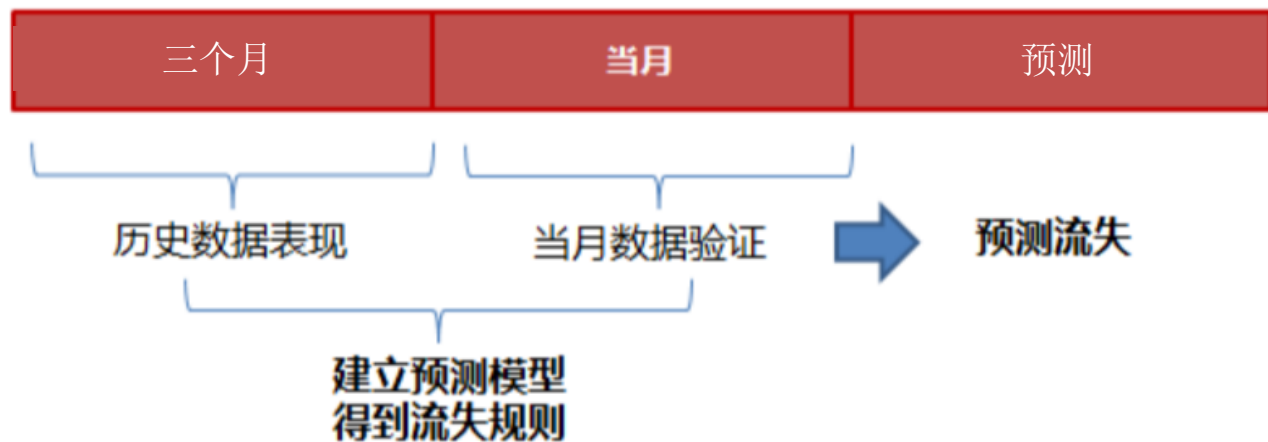 三个月
当月
预测
历史数据表现
当月数据验证
预测流失
建立预测模型
得到流失规则